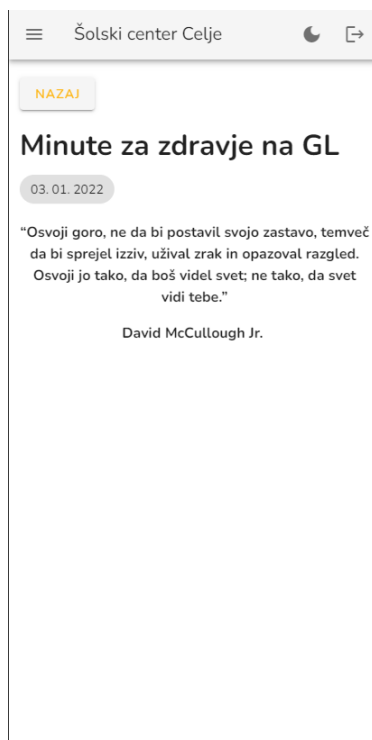 Šolski center Celje
NAZAJ
Minute za zdravje na GL
03. 01. 2022
“Osvoji goro, ne da bi postavil svojo zastavo, temveč
da bi sprejel izziv, užival zrak in opazoval razgled.
Osvoji jo tako, da boš videl svet; ne tako, da svet
vidi tebe.”
David McCullough Jr.